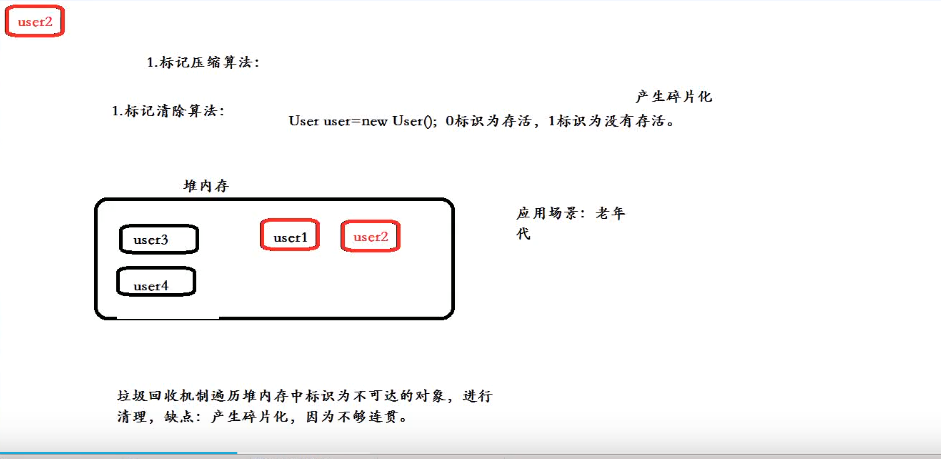 user2
1.标记压缩算法：
产生碎片化
1.标记清除算法：
User user=new User(); 0标识为存活，1标识为没有存活。
堆内存
应用场景：老年
代
user3
user1
user2
user4
垃圾回收机制遍历堆内存中标识为不可达的对象，进行
清理，缺点：产生碎片化，因为不够连贯。